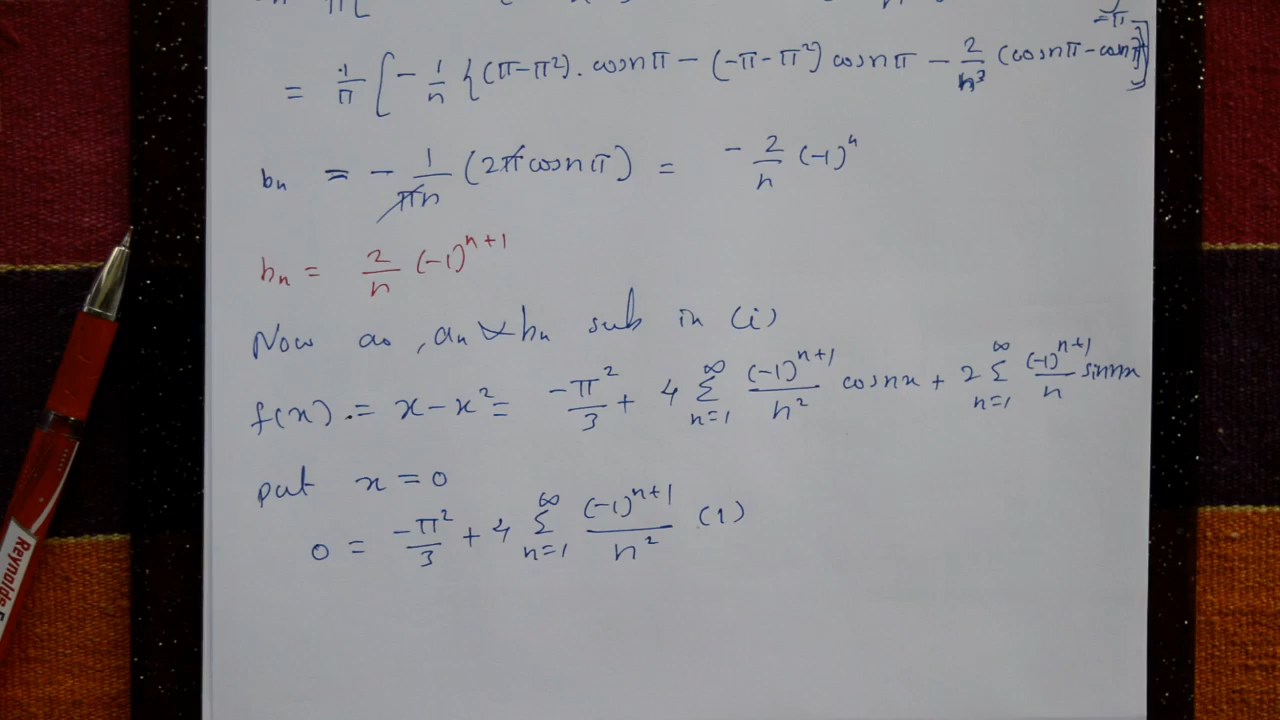 = 1/π [ - 1/n { (π-π²). cosnπ - (-π-π²) cosnπ - 2/n³ (cosnπ-cosnπ) ]
=π
bn = - 1/πn (2π cosnπ) = - 2/n (-1)^n
bn = 2/n (-1)^{n+1}
Now ao, an & bn sub in (i)
f(x) = x-x² = -π²/3 + 4 Σ_{n=1}^{∞} (-1)^{n+1}/n² cosnx + 2 Σ_{n=1}^{∞} (-1)^{n+1}/n sinnx
put x=0
0 = -π²/3 + 4 Σ_{n=1}^{∞} (-1)^{n+1}/n² (1)
Reynolds